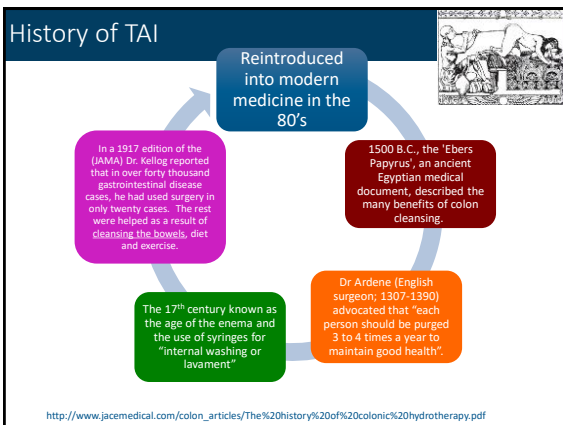 History of TAI
Reintroduced
into modern
medicine in the
80's
1500 B.C., the 'Ebers
Papyrus', an ancient
Egyptian medical
document, described the
many benefits of colon
cleansing.
Dr Ardene (English
surgeon; 1307-1390)
advocated that “each
person should be purged
3 to 4 times a year to
maintain good health”.
The 17th century known as
the age of the enema and
the use of syringes for
“internal washing or
lavament”
In a 1917 edition of the
(JAMA) Dr. Kellog reported
that in over forty thousand
gastrointestinal disease
cases, he had used surgery in
only twenty cases. The rest
were helped as a result of
cleansing the bowels, diet
and exercise.
http://www.jacemedical.com/colon_articles/The%20history%20of%20colonic%20hydrotherapy.pdf